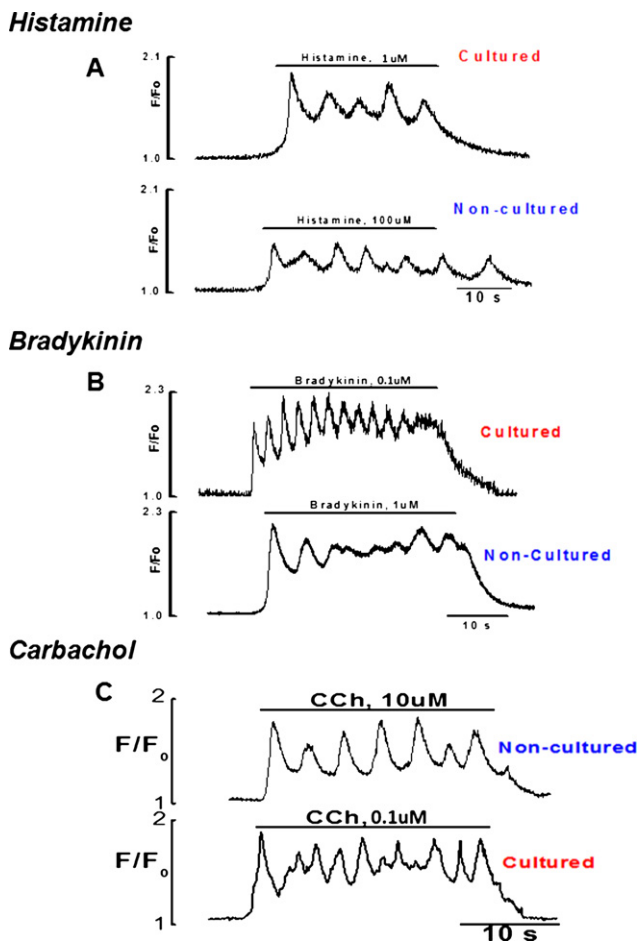 Histamine
A
2.1
Histamine, 1uM
Cultured
F/Fo
1.0
2.1
Histamine, 100uM
Non-cultured
F/Fo
1.0
10 s
Bradykinin
B
2.3
Bradykinin, 0.1uM
Cultured
F/Fo
1.0
2.3
Bradykinin, 1uM
Non-Cultured
F/Fo
1.0
10 s
Carbachol
C
2
CCh, 10uM
Non-cultured
F/Fo
1
2
CCh, 0.1uM
F/Fo
Cultured
1
10 s